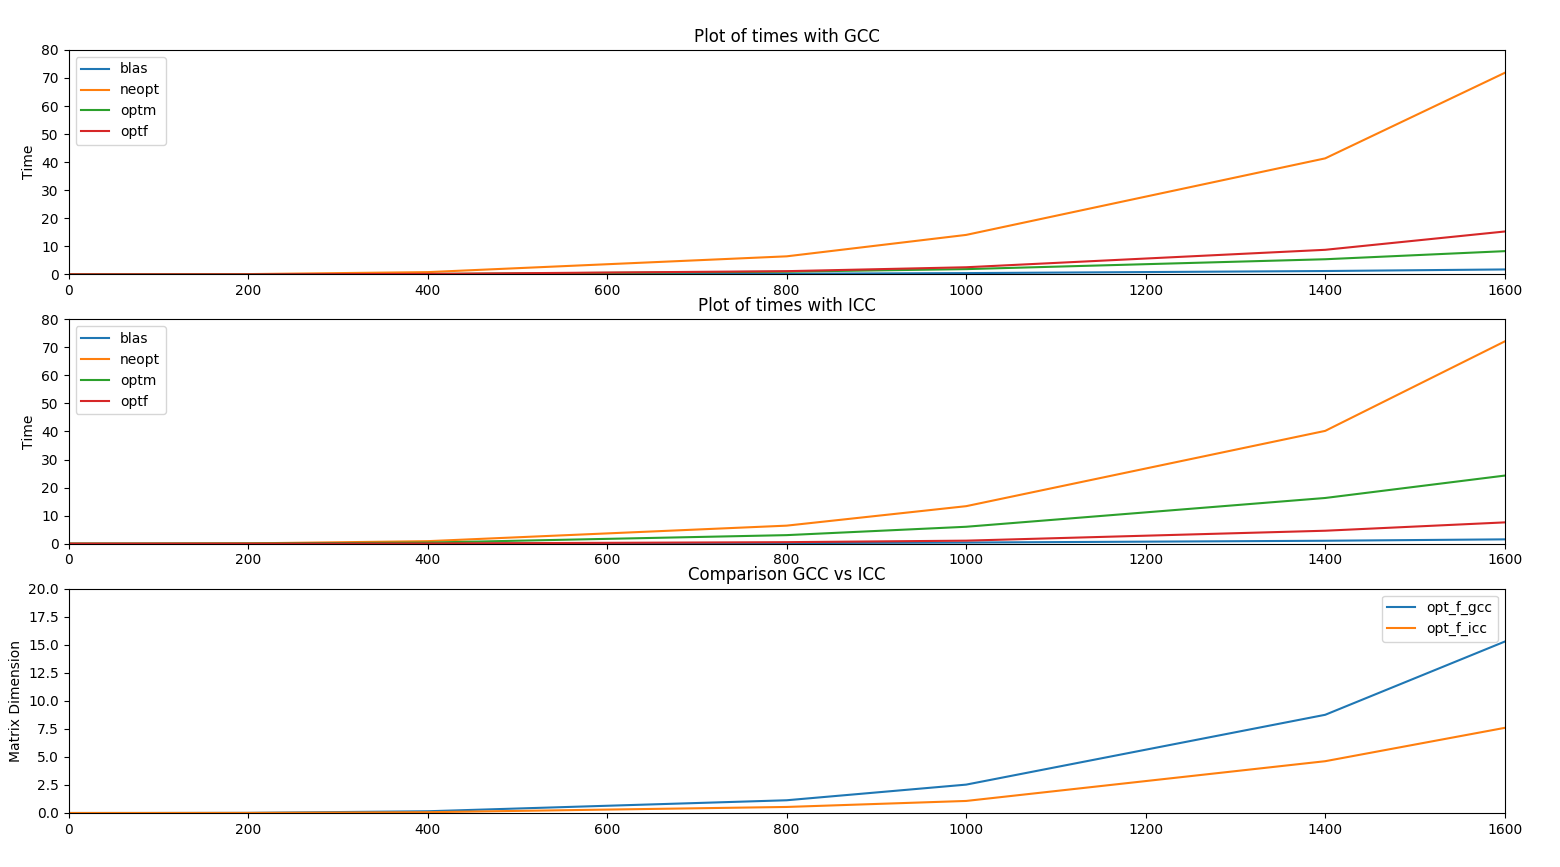 Plot of times with GCC
80
70
60
50
40
30
20
10
0
Time
blas
neopt
optm
optf
0 200 400 600 800 1000 1200 1400 1600
Plot of times with ICC
80
70
60
50
40
30
20
10
0
Time
blas
neopt
optm
optf
0 200 400 600 800 1000 1200 1400 1600
Comparison GCC vs ICC
20.0
17.5
15.0
12.5
10.0
7.5
5.0
2.5
0.0
Matrix Dimension
opt_f_gcc
opt_f_icc
0 200 400 600 800 1000 1200 1400 1600